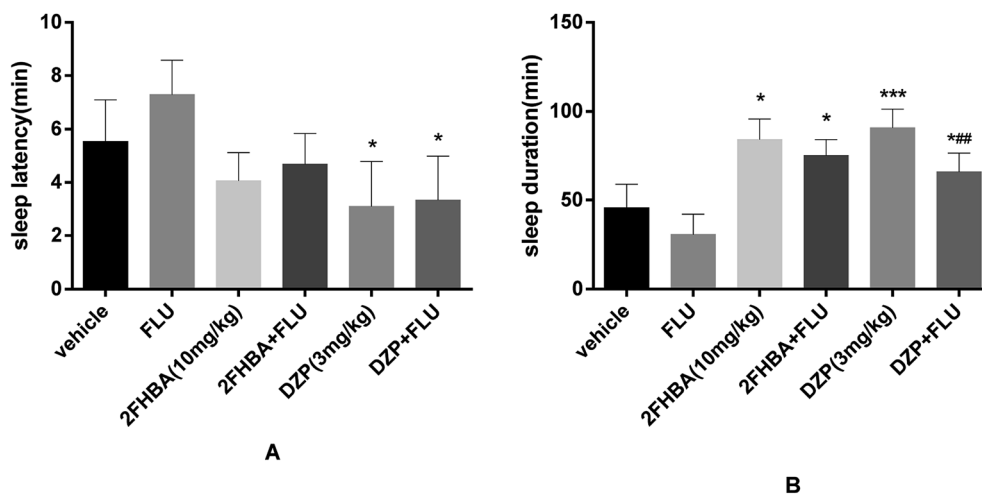 sleep latency(min)
10
8
6
4
2
0
*
*
vehicle
FLU
2FHBA(10mg/kg)
2FHBA+FLU
DZP(3mg/kg)
DZP+FLU
A
sleep duration(min)
150
100
50
0
*
*
***
*##
vehicle
FLU
2FHBA(10mg/kg)
2FHBA+FLU
DZP(3mg/kg)
DZP+FLU
B